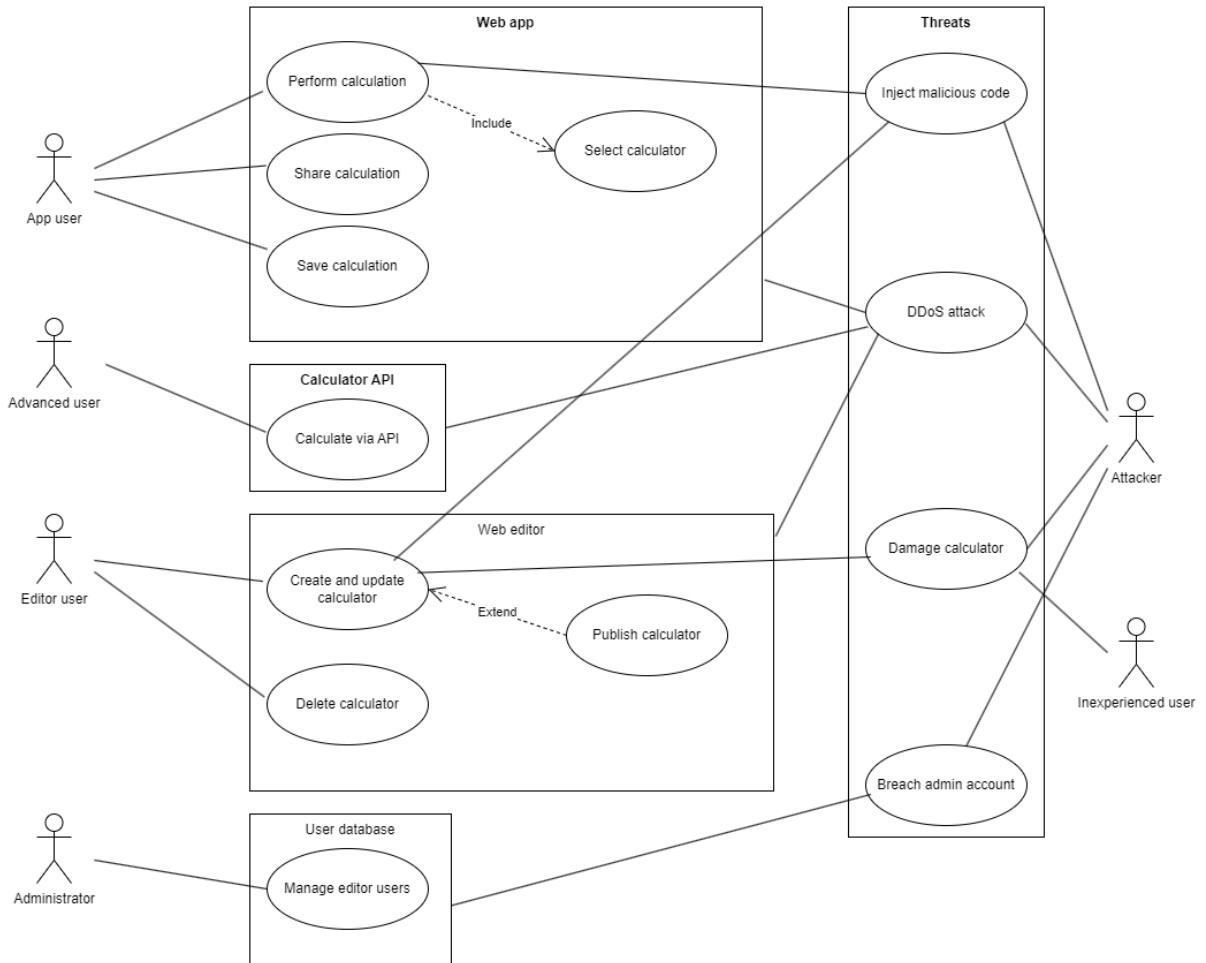 Web app
Threats
Perform calculation
Inject malicious code
Include
Select calculator
Share calculation
App user
Save calculation
DDoS attack
Calculator API
Advanced user
Calculate via API
Attacker
Web editor
Damage calculator
Create and update
calculator
Editor user
Extend
Publish calculator
Delete calculator
Inexperienced user
Breach admin account
User database
Manage editor users
Administrator